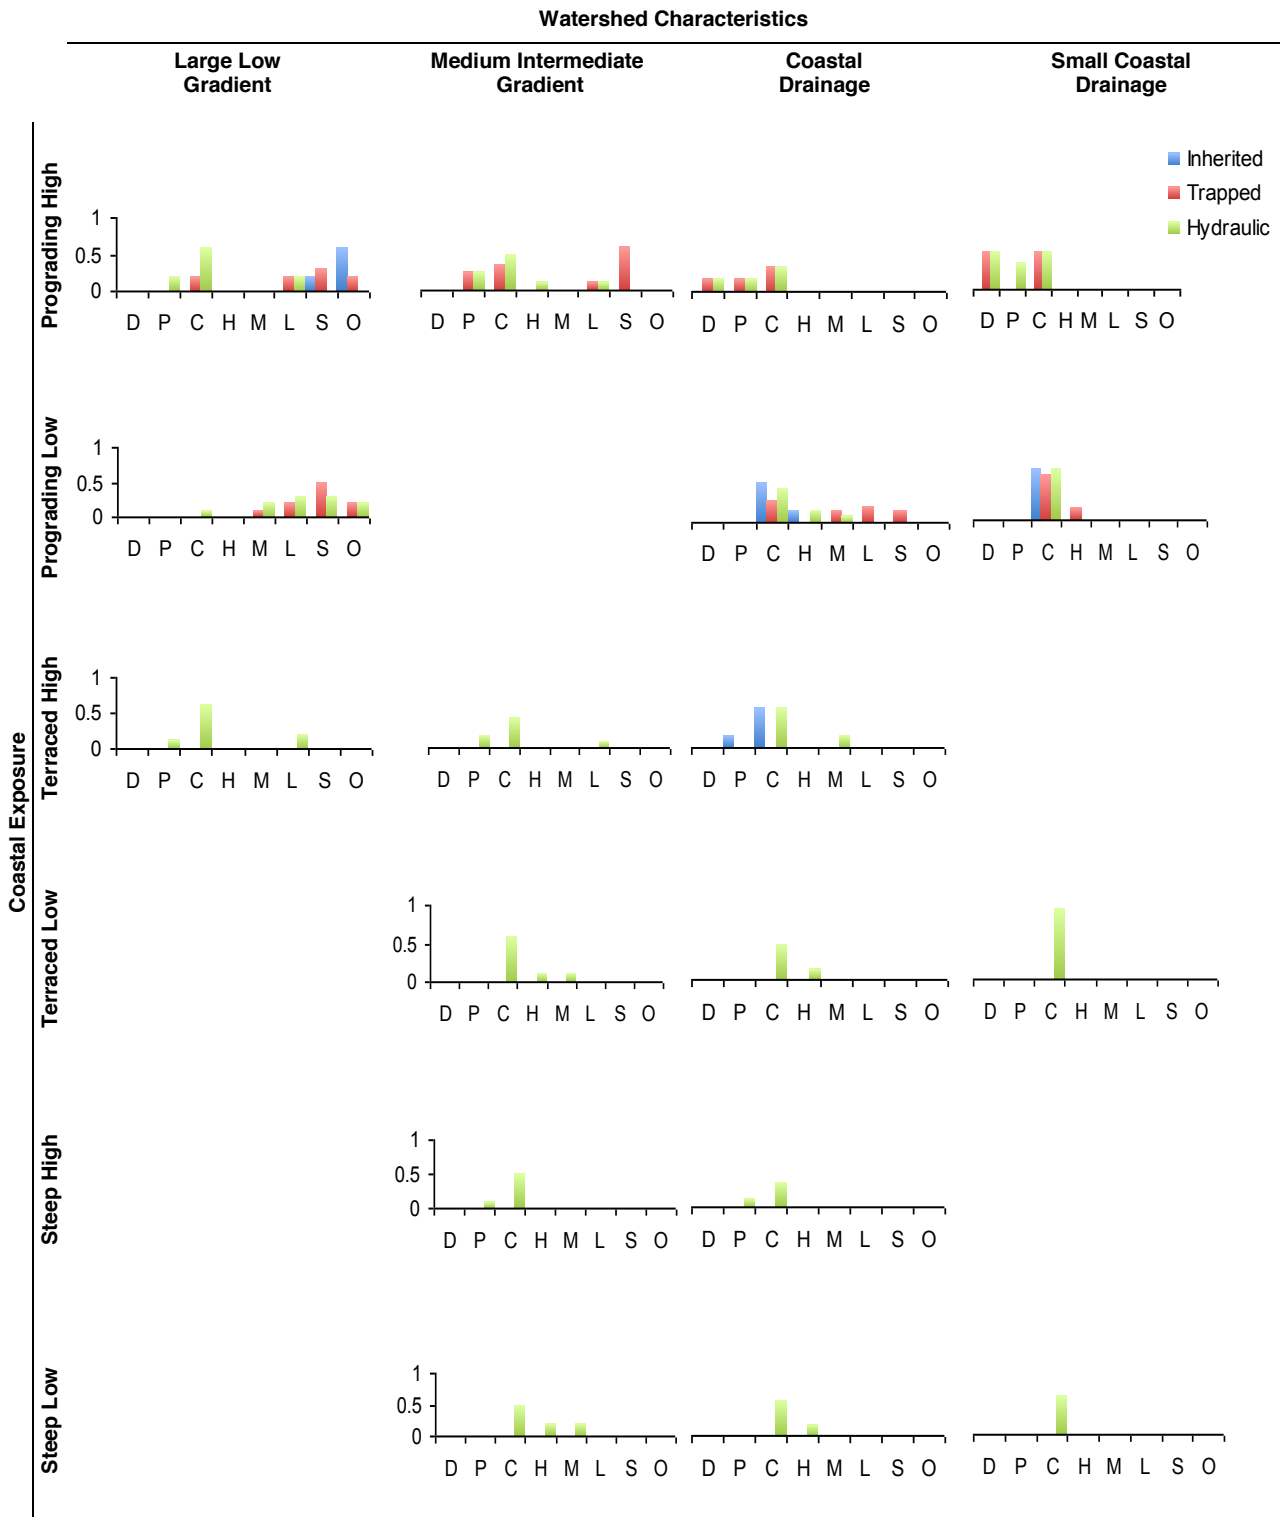 Watershed Characteristics
Large Low
Gradient
Medium Intermediate
Gradient
Coastal
Drainage
Small Coastal
Drainage
Coastal Exposure
Prograding High
Inherited
Trapped
Hydraulic
1
0.5
0
D P C H M L S O
D P C H M L S O
D P C H M L S O
D P C H M L S O
Prograding Low
1
0.5
0
D P C H M L S O
D P C H M L S O
D P C H M L S O
Terraced High
1
0.5
0
D P C H M L S O
D P C H M L S O
D P C H M L S O
Terraced Low
1
0.5
0
D P C H M L S O
D P C H M L S O
D P C H M L S O
Steep High
1
0.5
0
D P C H M L S O
D P C H M L S O
Steep Low
1
0.5
0
D P C H M L S O
D P C H M L S O
D P C H M L S O